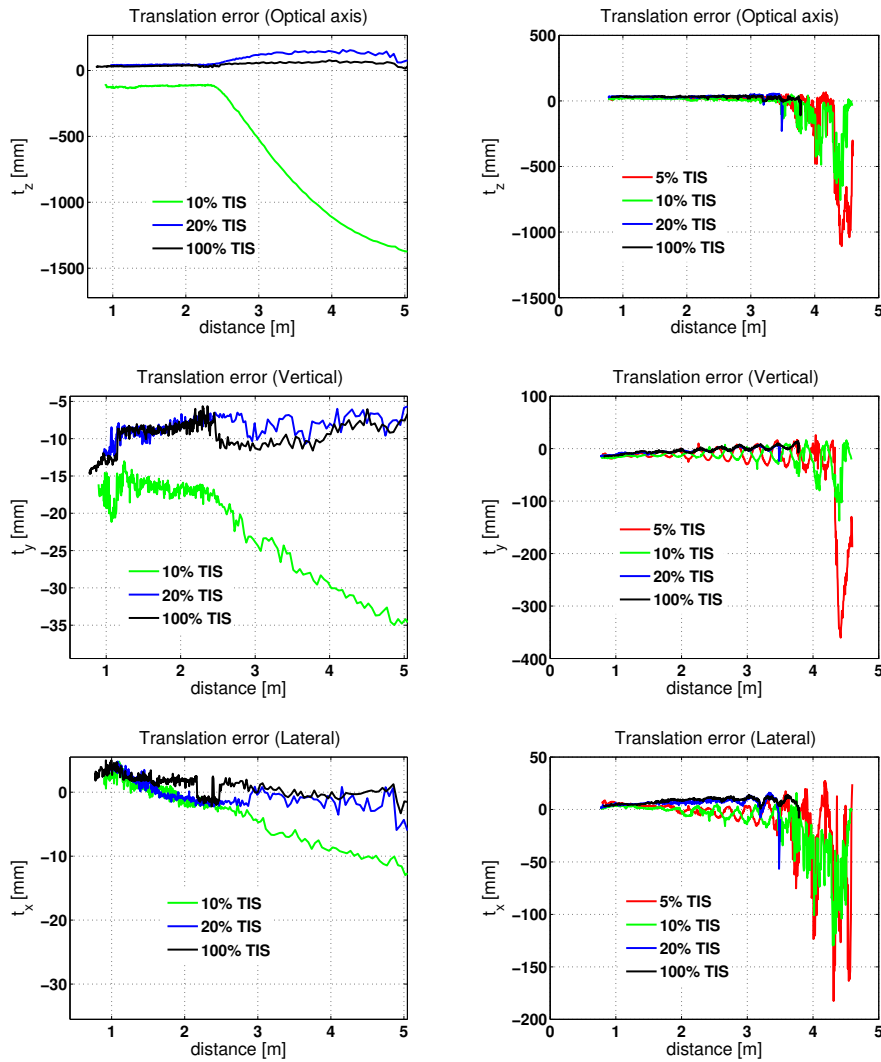 Translation error (Optical axis)
0
−500
−1000
−1500
t_z [mm]
10% TIS
20% TIS
100% TIS
1 2 3 4 5
distance [m]
Translation error (Optical axis)
500
0
−500
−1000
−1500
t_z [mm]
5% TIS
10% TIS
20% TIS
100% TIS
0 1 2 3 4 5
distance [m]
Translation error (Vertical)
−5
−10
−15
−20
−25
−30
−35
t_y [mm]
10% TIS
20% TIS
100% TIS
1 2 3 4 5
distance [m]
Translation error (Vertical)
100
0
−100
−200
−300
−400
t_y [mm]
5% TIS
10% TIS
20% TIS
100% TIS
0 1 2 3 4 5
distance [m]
Translation error (Lateral)
0
−10
−20
−30
t_x [mm]
10% TIS
20% TIS
100% TIS
1 2 3 4 5
distance [m]
Translation error (Lateral)
50
0
−50
−100
−150
−200
t_x [mm]
5% TIS
10% TIS
20% TIS
100% TIS
0 1 2 3 4 5
distance [m]